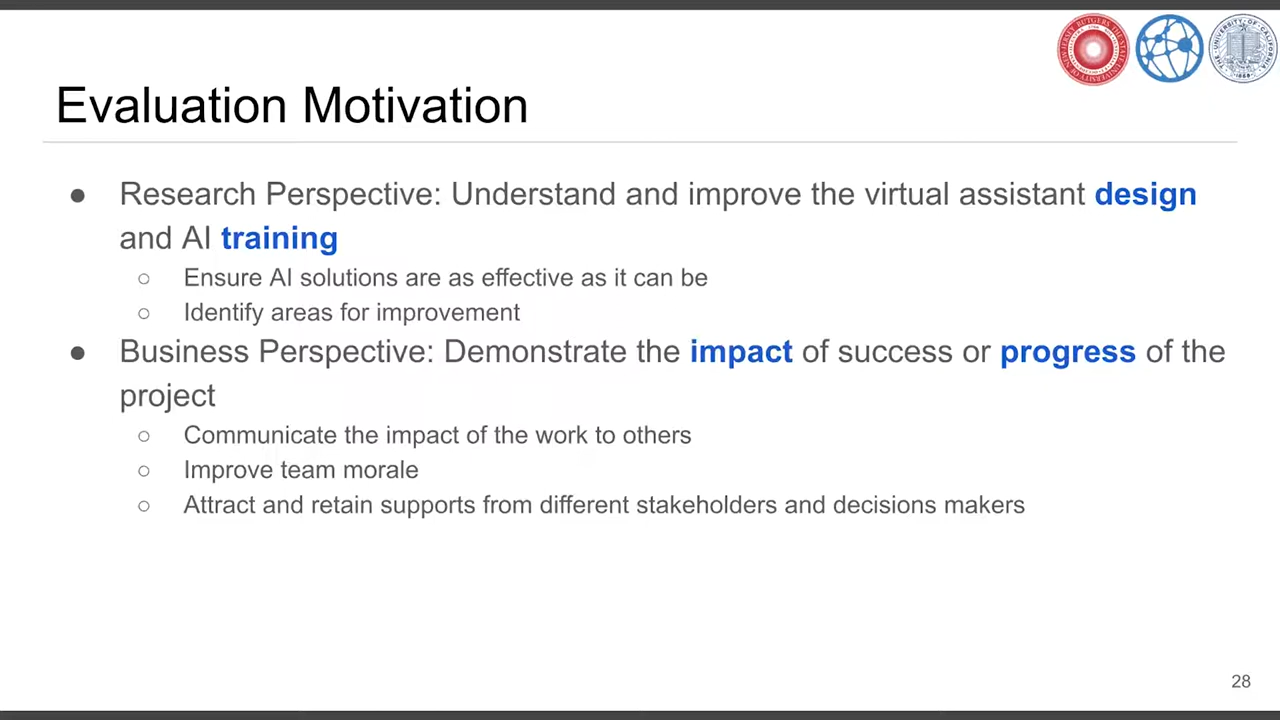 Evaluation Motivation
● Research Perspective: Understand and improve the virtual assistant design
and AI training
○ Ensure AI solutions are as effective as it can be
○ Identify areas for improvement
● Business Perspective: Demonstrate the impact of success or progress of the
project
○ Communicate the impact of the work to others
○ Improve team morale
○ Attract and retain supports from different stakeholders and decisions makers
28